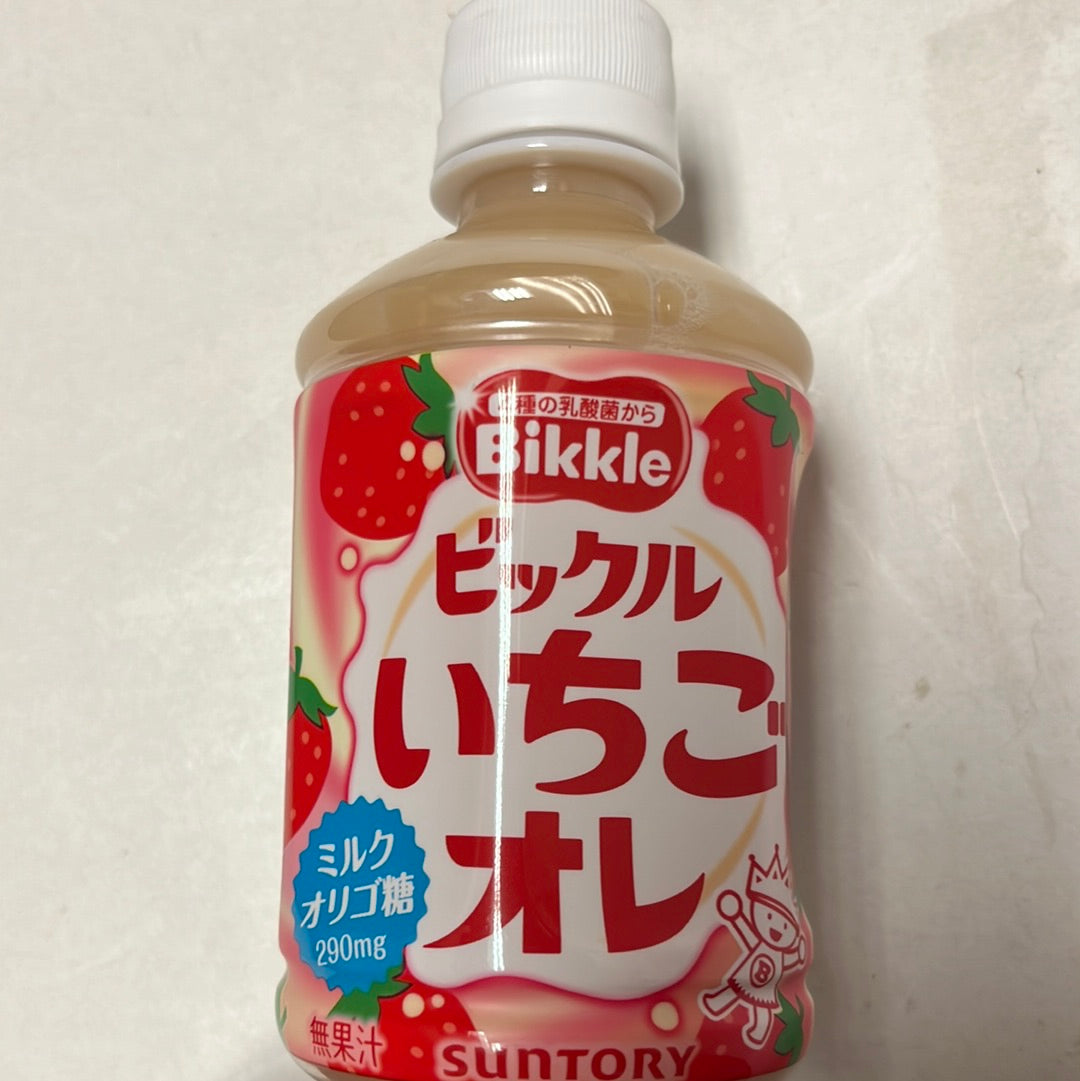 種の乳酸菌から
Bikkle
ビックル
いちご
オレ
ミルク
オリゴ糖
290mg
B
無果汁
SUNTORY